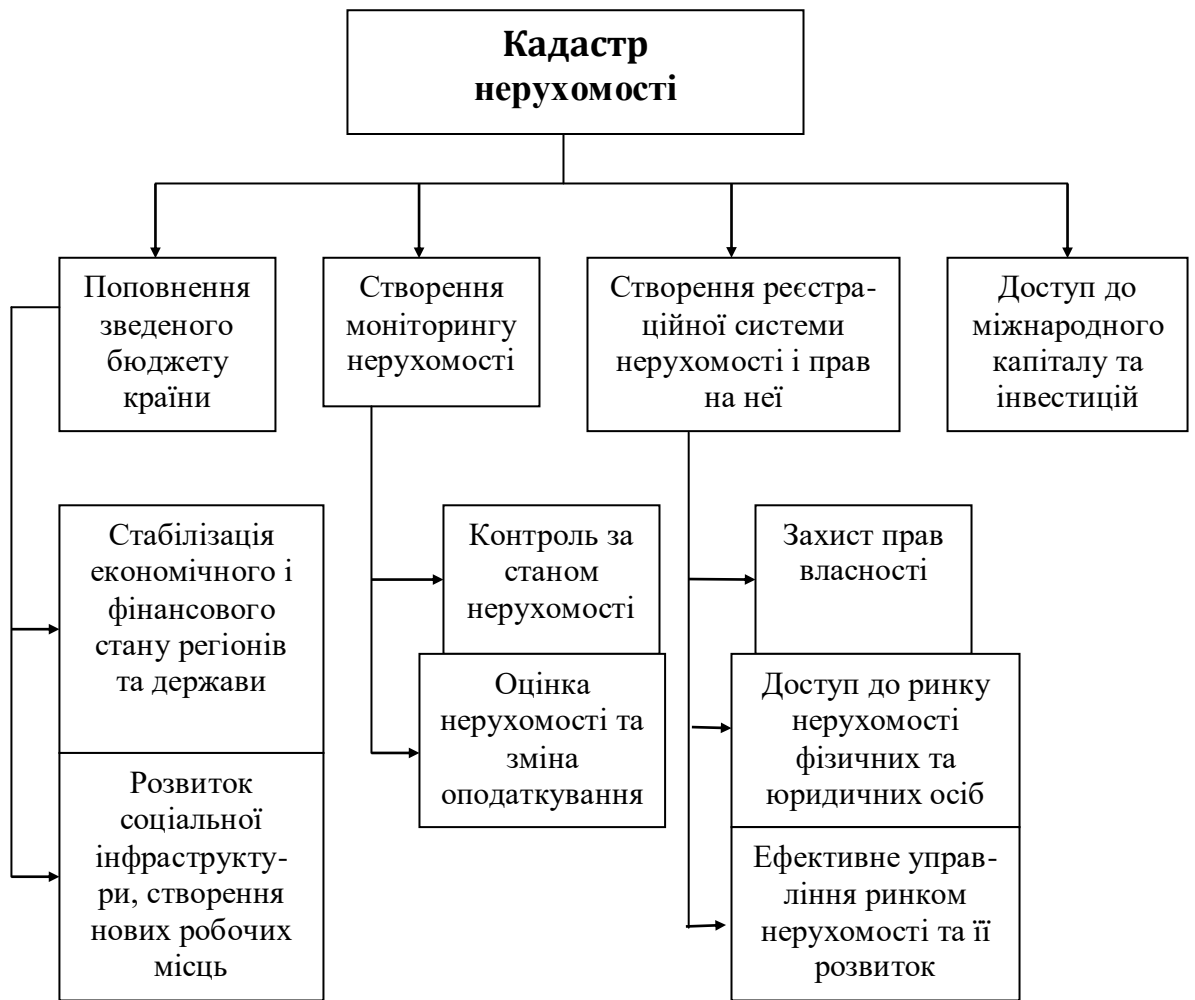 Кадастр
нерухомості
Поповнення
зведеного
бюджету
країни
Створення
моніторингу
нерухомості
Створення реєстра-
ційної системи
нерухомості і прав
на неї
Доступ до
міжнародного
капіталу та
інвестицій
Стабілізація
економічного і
фінансового
стану регіонів
та держави
Розвиток
соціальної
інфраструкту-
ри, створення
нових робочих
місць
Контроль за
станом
нерухомості
Оцінка
нерухомості та
зміна
оподаткування
Захист прав
власності
Доступ до ринку
нерухомості
фізичних та
юридичних осіб
Ефективне управ-
ління ринком
нерухомості та її
розвиток